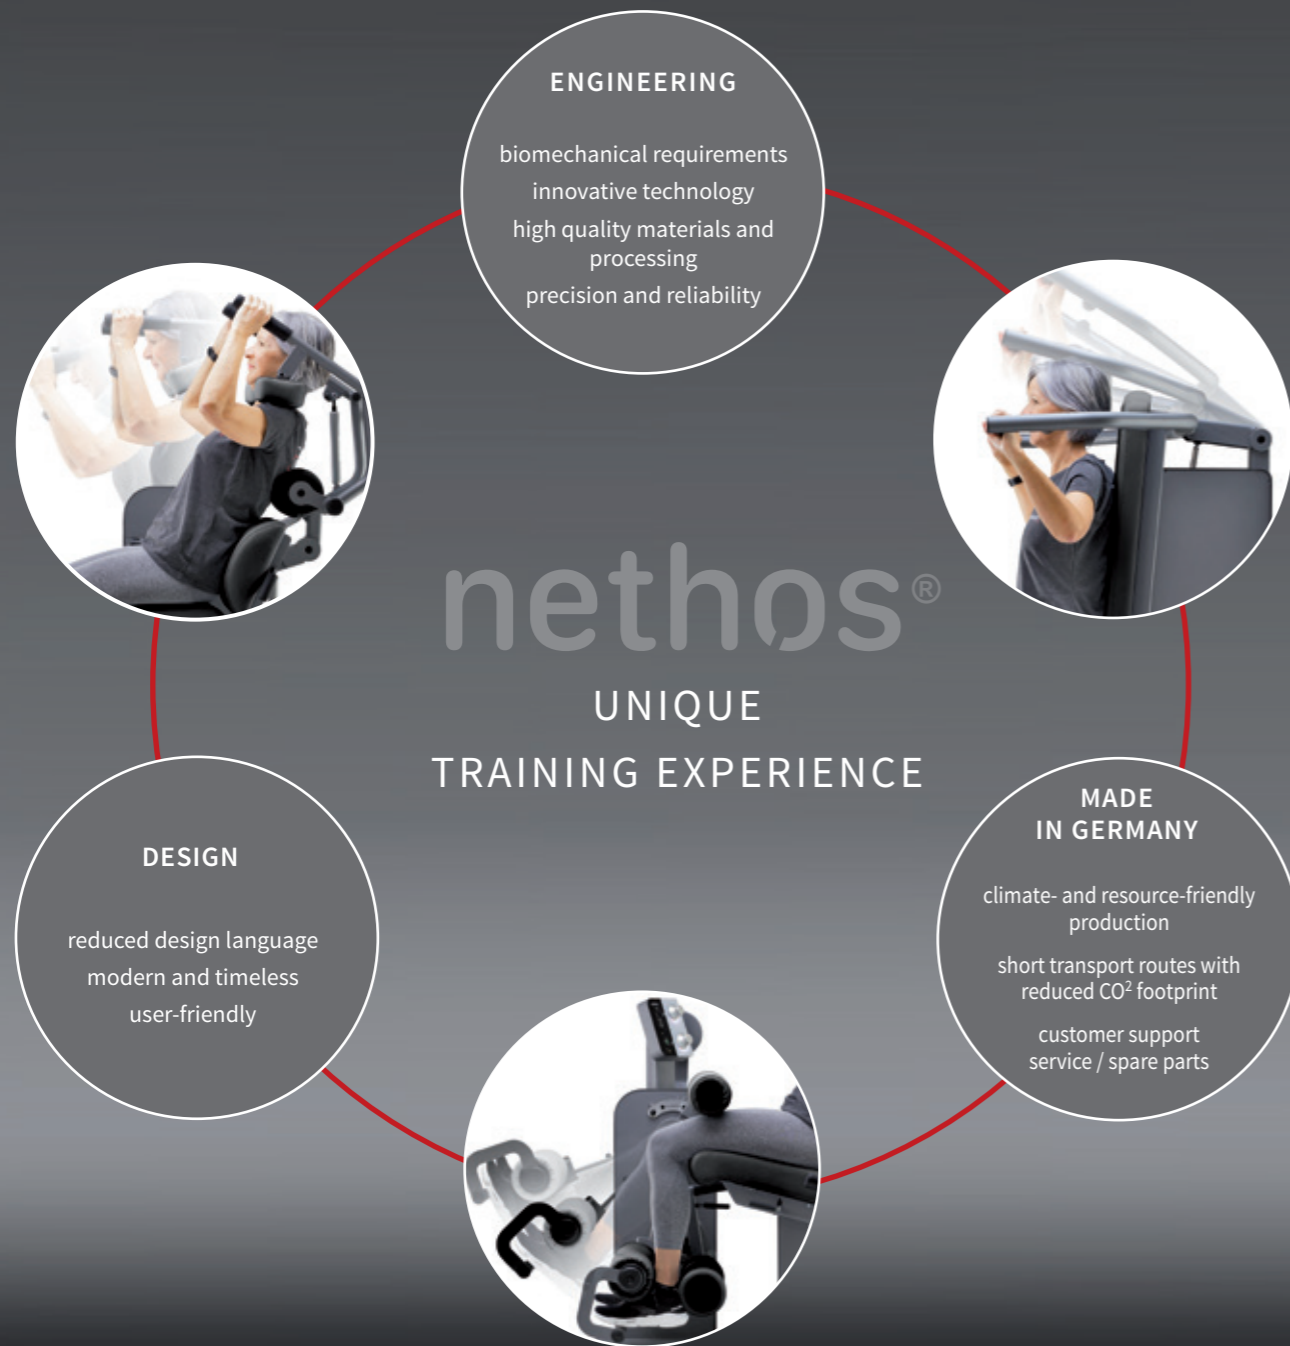 ENGINEERING
biomechanical requirements
innovative technology
high quality materials and
processing
precision and reliability
nethos®
UNIQUE
TRAINING EXPERIENCE
DESIGN
reduced design language
modern and timeless
user-friendly
MADE
IN GERMANY
climate- and resource-friendly
production
short transport routes with
reduced CO² footprint
customer support
service / spare parts